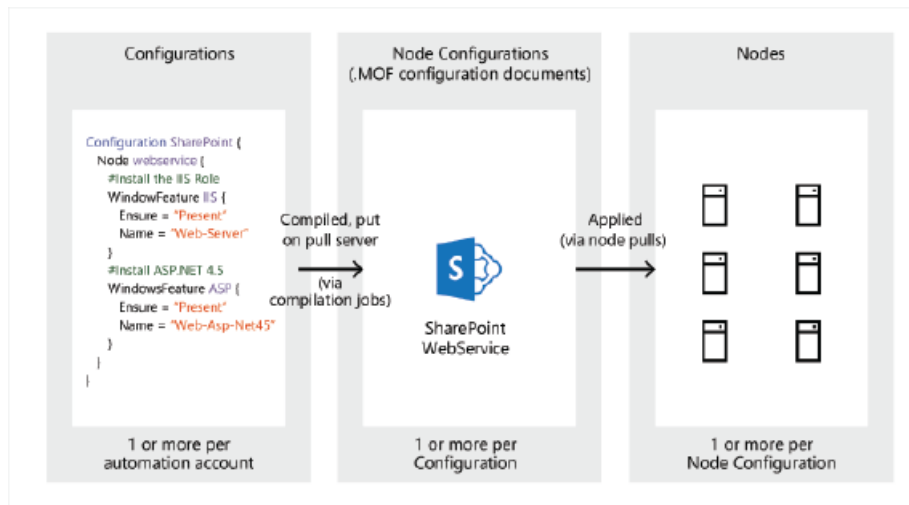 Configurations
Configuration SharePoint {
Node webservice {
#Install the IIS Role
WindowFeature IIS {
Ensure = "Present"
Name = "Web-Server"
}
#Install ASP.NET 4.5
WindowsFeature ASP {
Ensure = "Present"
Name = "Web-Asp-Net45"
}
}
}
1 or more per
automation account
Compiled, put
on pull server
(via
compilation jobs)
Node Configurations
(.MOF configuration documents)
S
SharePoint
WebService
1 or more per
Configuration
Applied
(via node pulls)
Nodes
1 or more per
Node Configuration